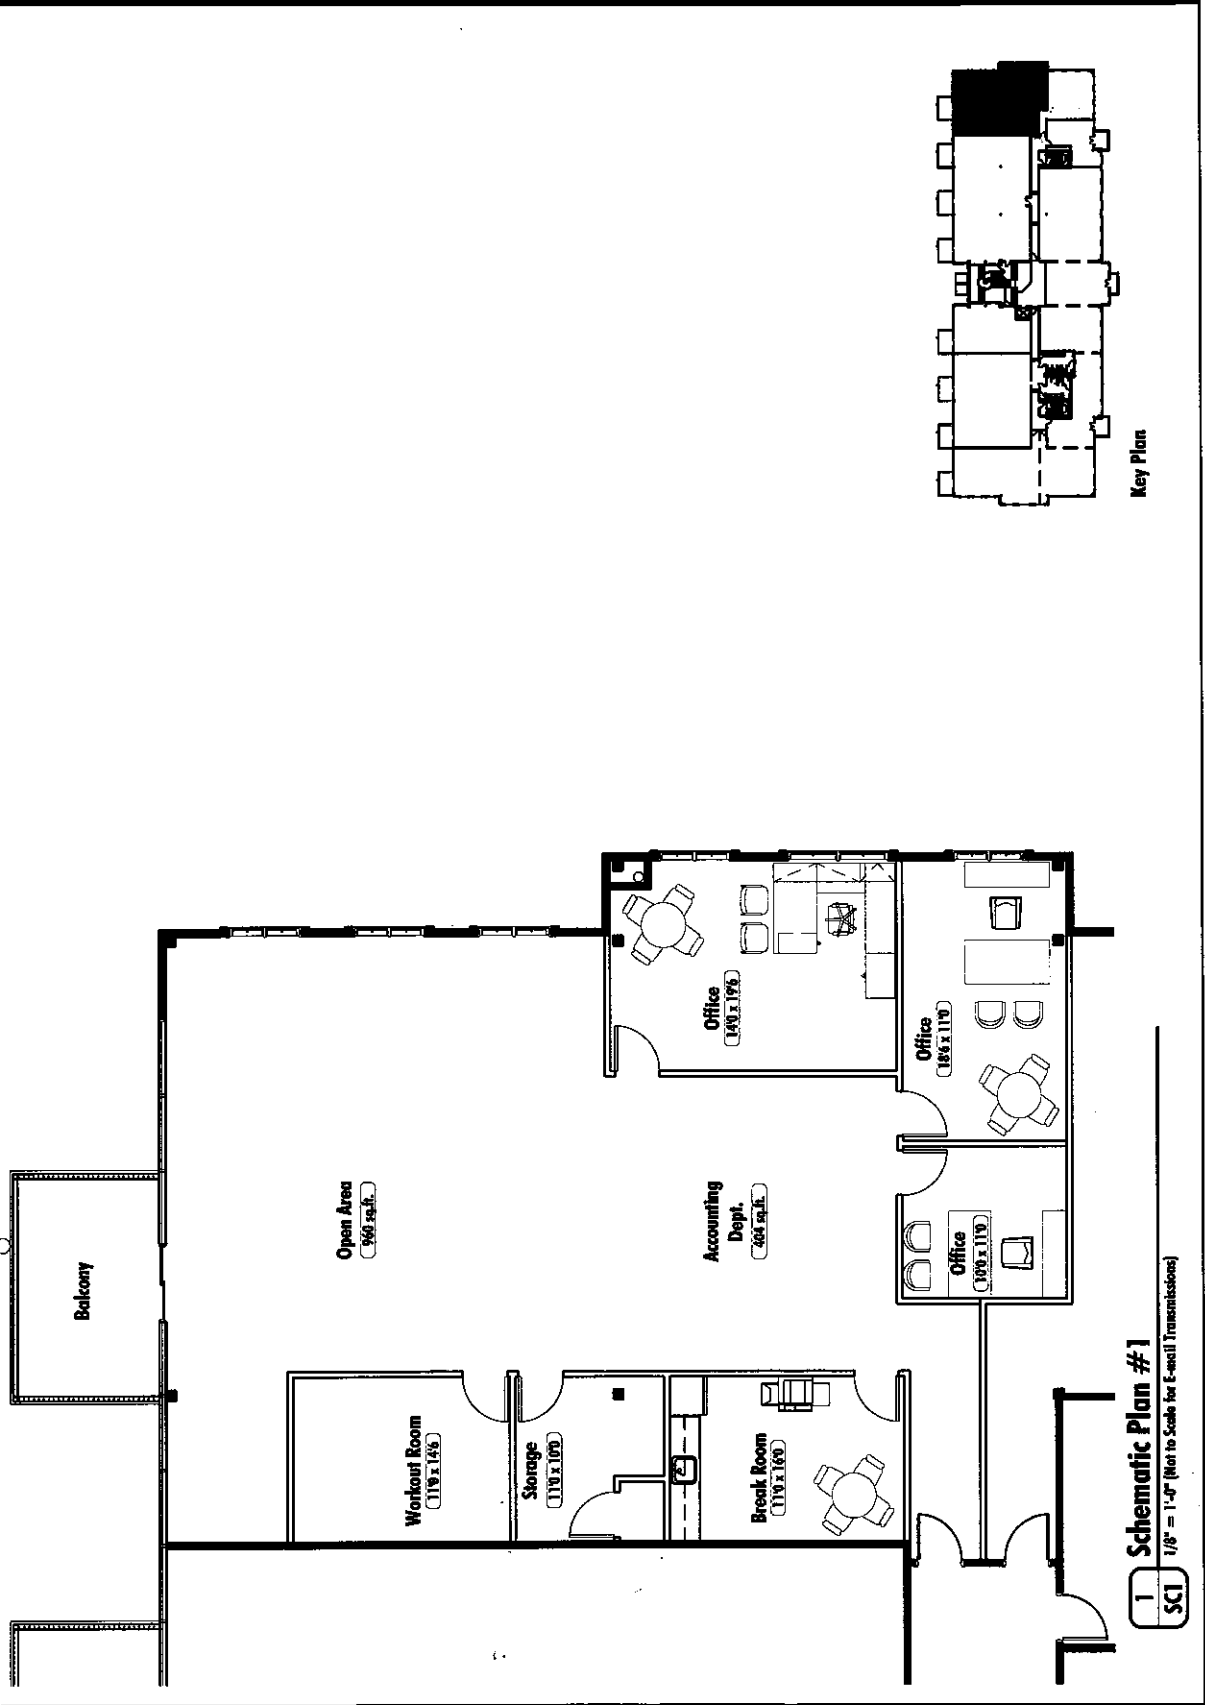 Balcony
Open Area
960 sq.ft.
Workout Room
11'0 x 14'6
Storage
11'0 x 10'0
Break Room
11'0 x 16'0
Accounting
Dept.
404 sq.ft.
Office
14'0 x 19'6
Office
18'6 x 11'0
Office
10'0 x 11'0
Key Plan
1
SC1
Schematic Plan #1
1/8" = 1'-0" (Not to Scale for E-mail Transmissions)